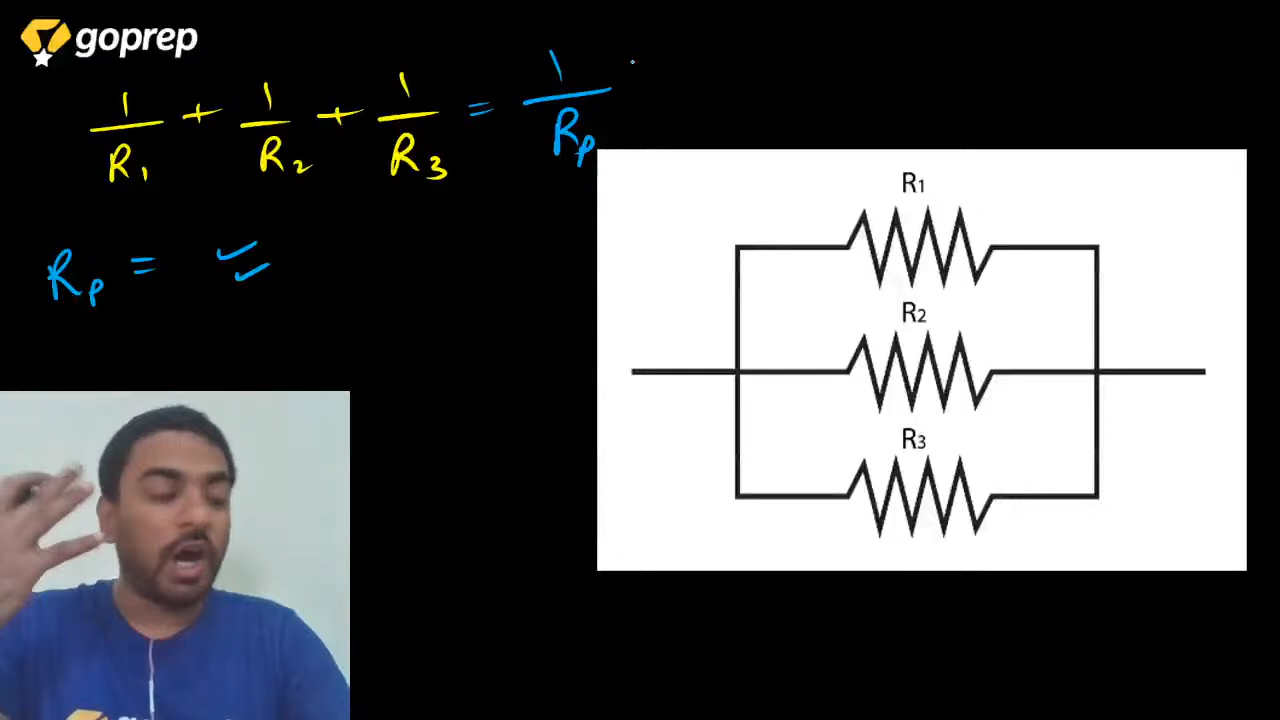 goprep
1/R1 + 1/R2 + 1/R3 = 1/Rp
Rp =
R1
R2
R3